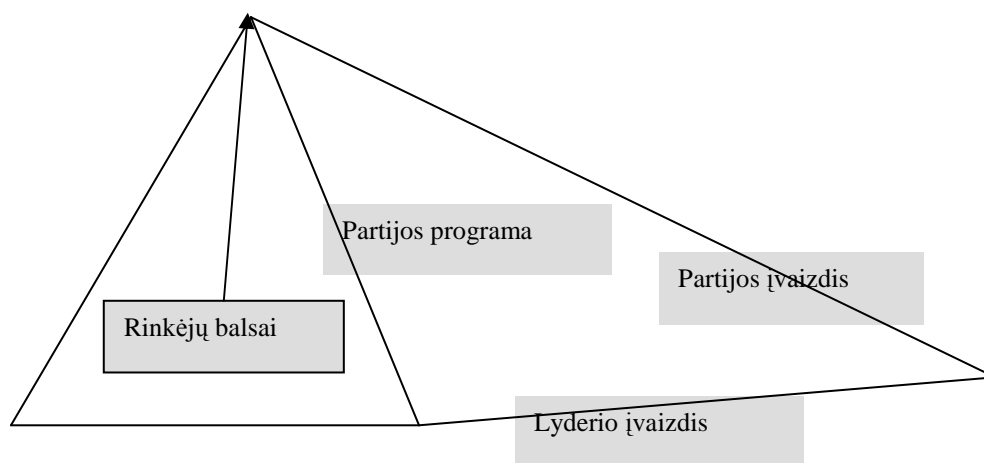 Partijos programa
Partijos įvaizdis
Rinkėjų balsai
Lyderio įvaizdis